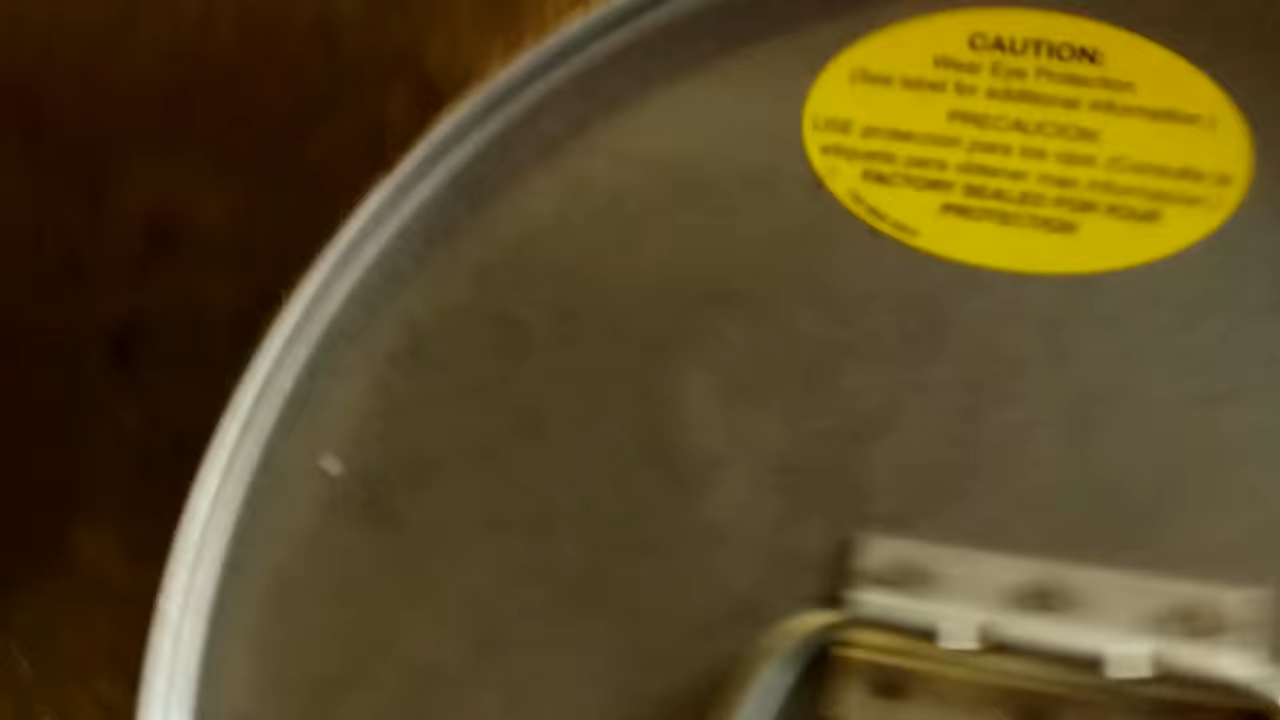 CAUTION:
Wear Eye Protection
(See label for additional information.)
PRECAUCION:
USE protección para los ojos. (Consulte la
etiqueta para obtener mas información.)
FACTORY SEALED FOR YOUR
PROTECTION